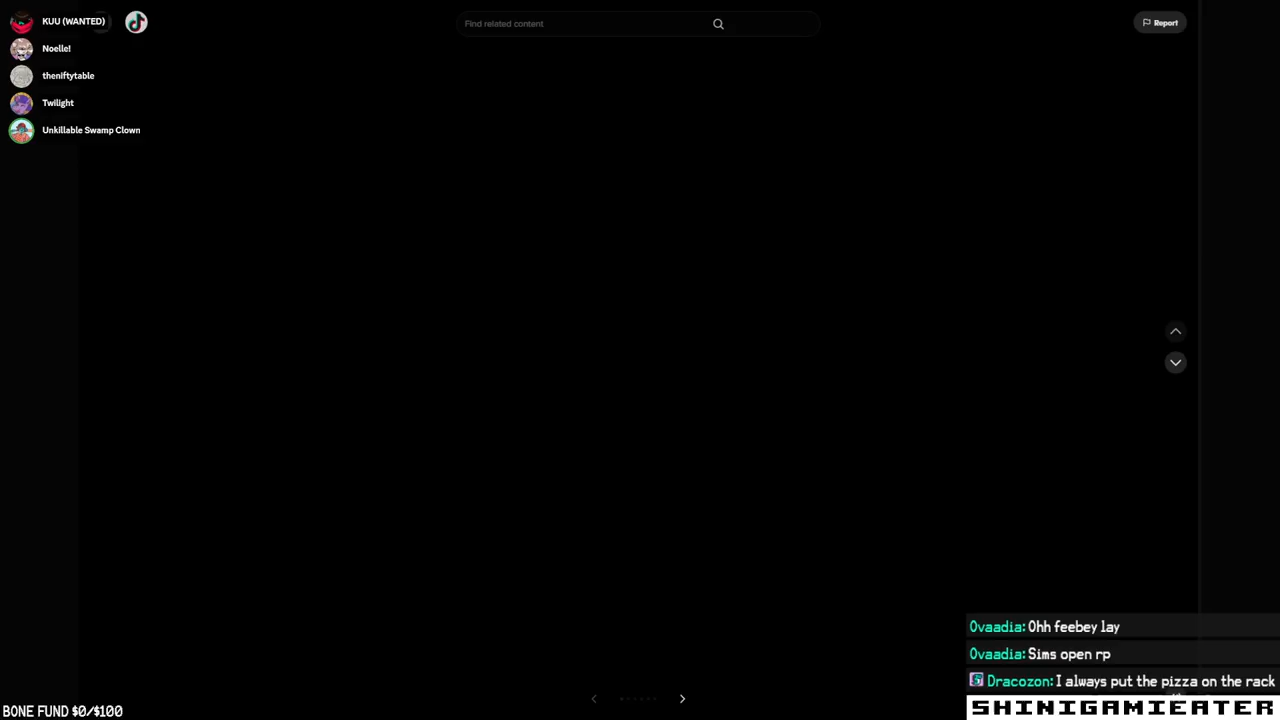 KUU (WANTED)
Find related content
Report
Noelle!
theniftytable
Twilight
Unkillable Swamp Clown
Ovaadia: Ohh feebey lay
Ovaadia: Sims open rp
Dracozon: I always put the pizza on the rack
BONE FUND $0/$100
SHINIGAMIEATER